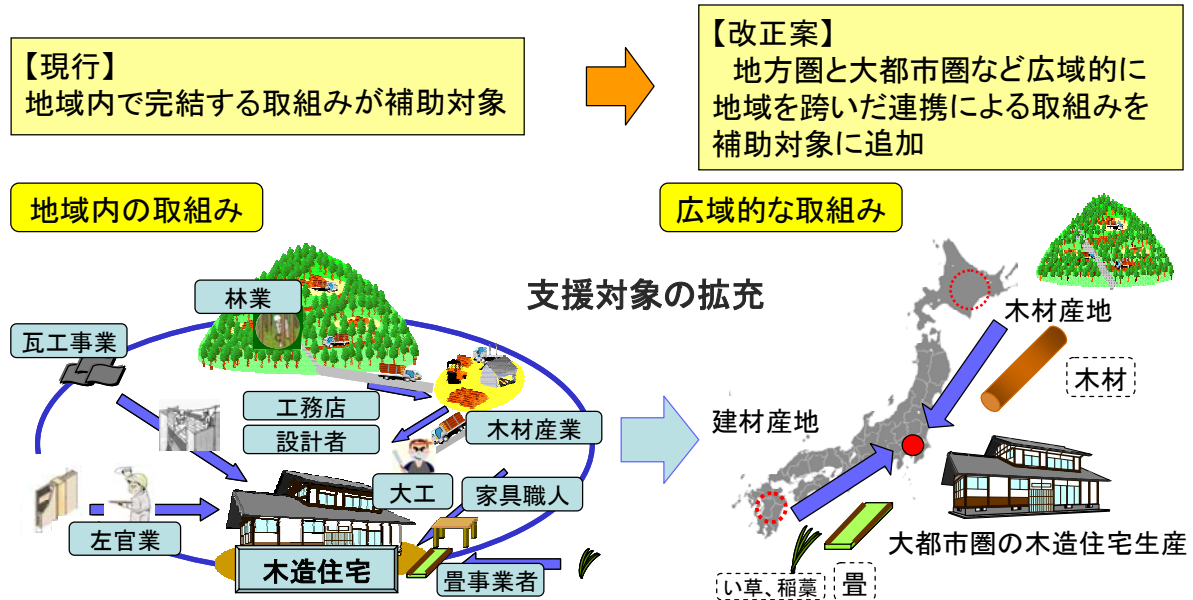 【現行】
地域内で完結する取組みが補助対象
【改正案】
地方圏と大都市圏など広域的に
地域を跨いだ連携による取組みを
補助対象に追加
地域内の取組み
広域的な取組み
支援対象の拡充
林業
瓦工事業
工務店
設計者
木材産業
大工
家具職人
左官業
木造住宅
畳事業者
木材産地
木材
建材産地
大都市圏の木造住宅生産
い草、稲藁
畳